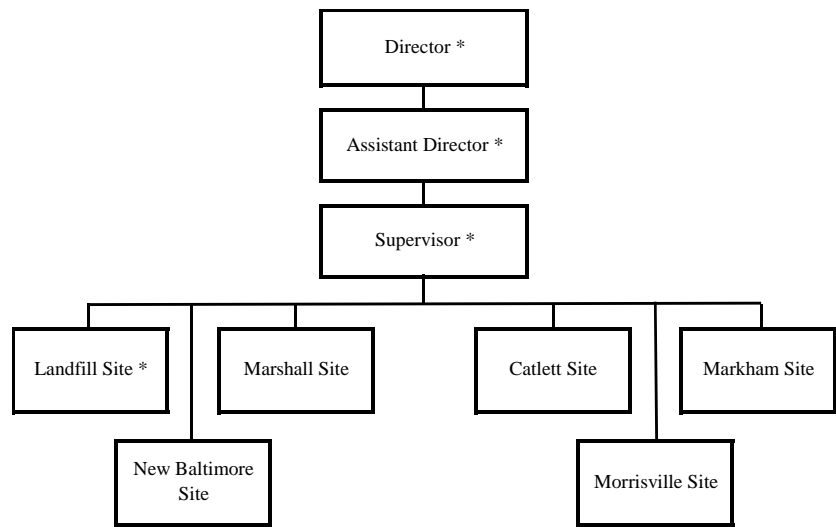 Director *
Assistant Director *
Supervisor *
Landfill Site *
Marshall Site
Catlett Site
Markham Site
New Baltimore
Site
Morrisville Site